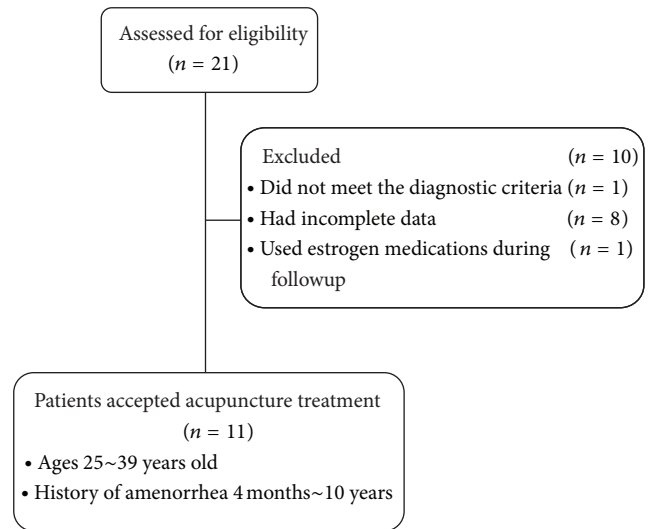 Assessed for eligibility
(n = 21)
Excluded (n = 10)
• Did not meet the diagnostic criteria (n = 1)
• Had incomplete data (n = 8)
• Used estrogen medications during (n = 1)
followup
Patients accepted acupuncture treatment
(n = 11)
• Ages 25~39 years old
• History of amenorrhea 4 months~10 years